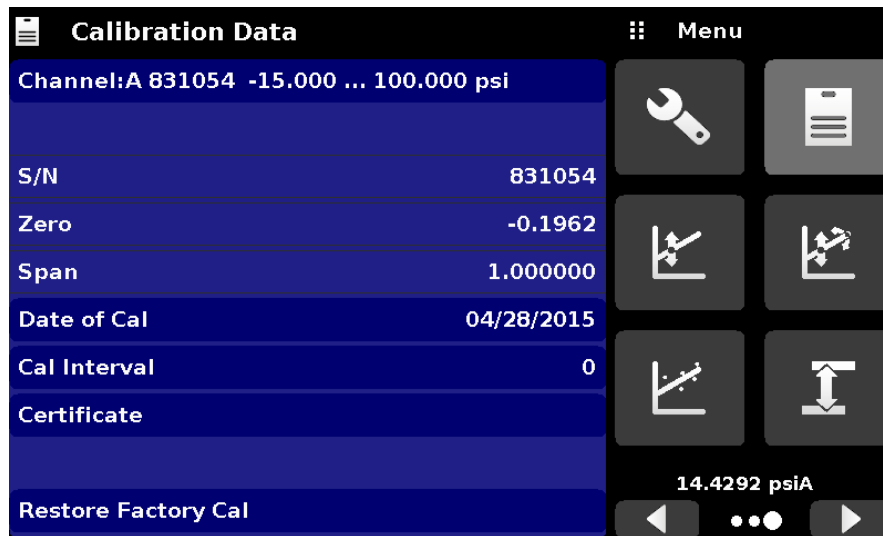 Calibration Data
Channel:A 831054 -15.000 ... 100.000 psi
S/N 831054
Zero -0.1962
Span 1.000000
Date of Cal 04/28/2015
Cal Interval 0
Certificate
Restore Factory Cal
Menu
14.4292 psiA